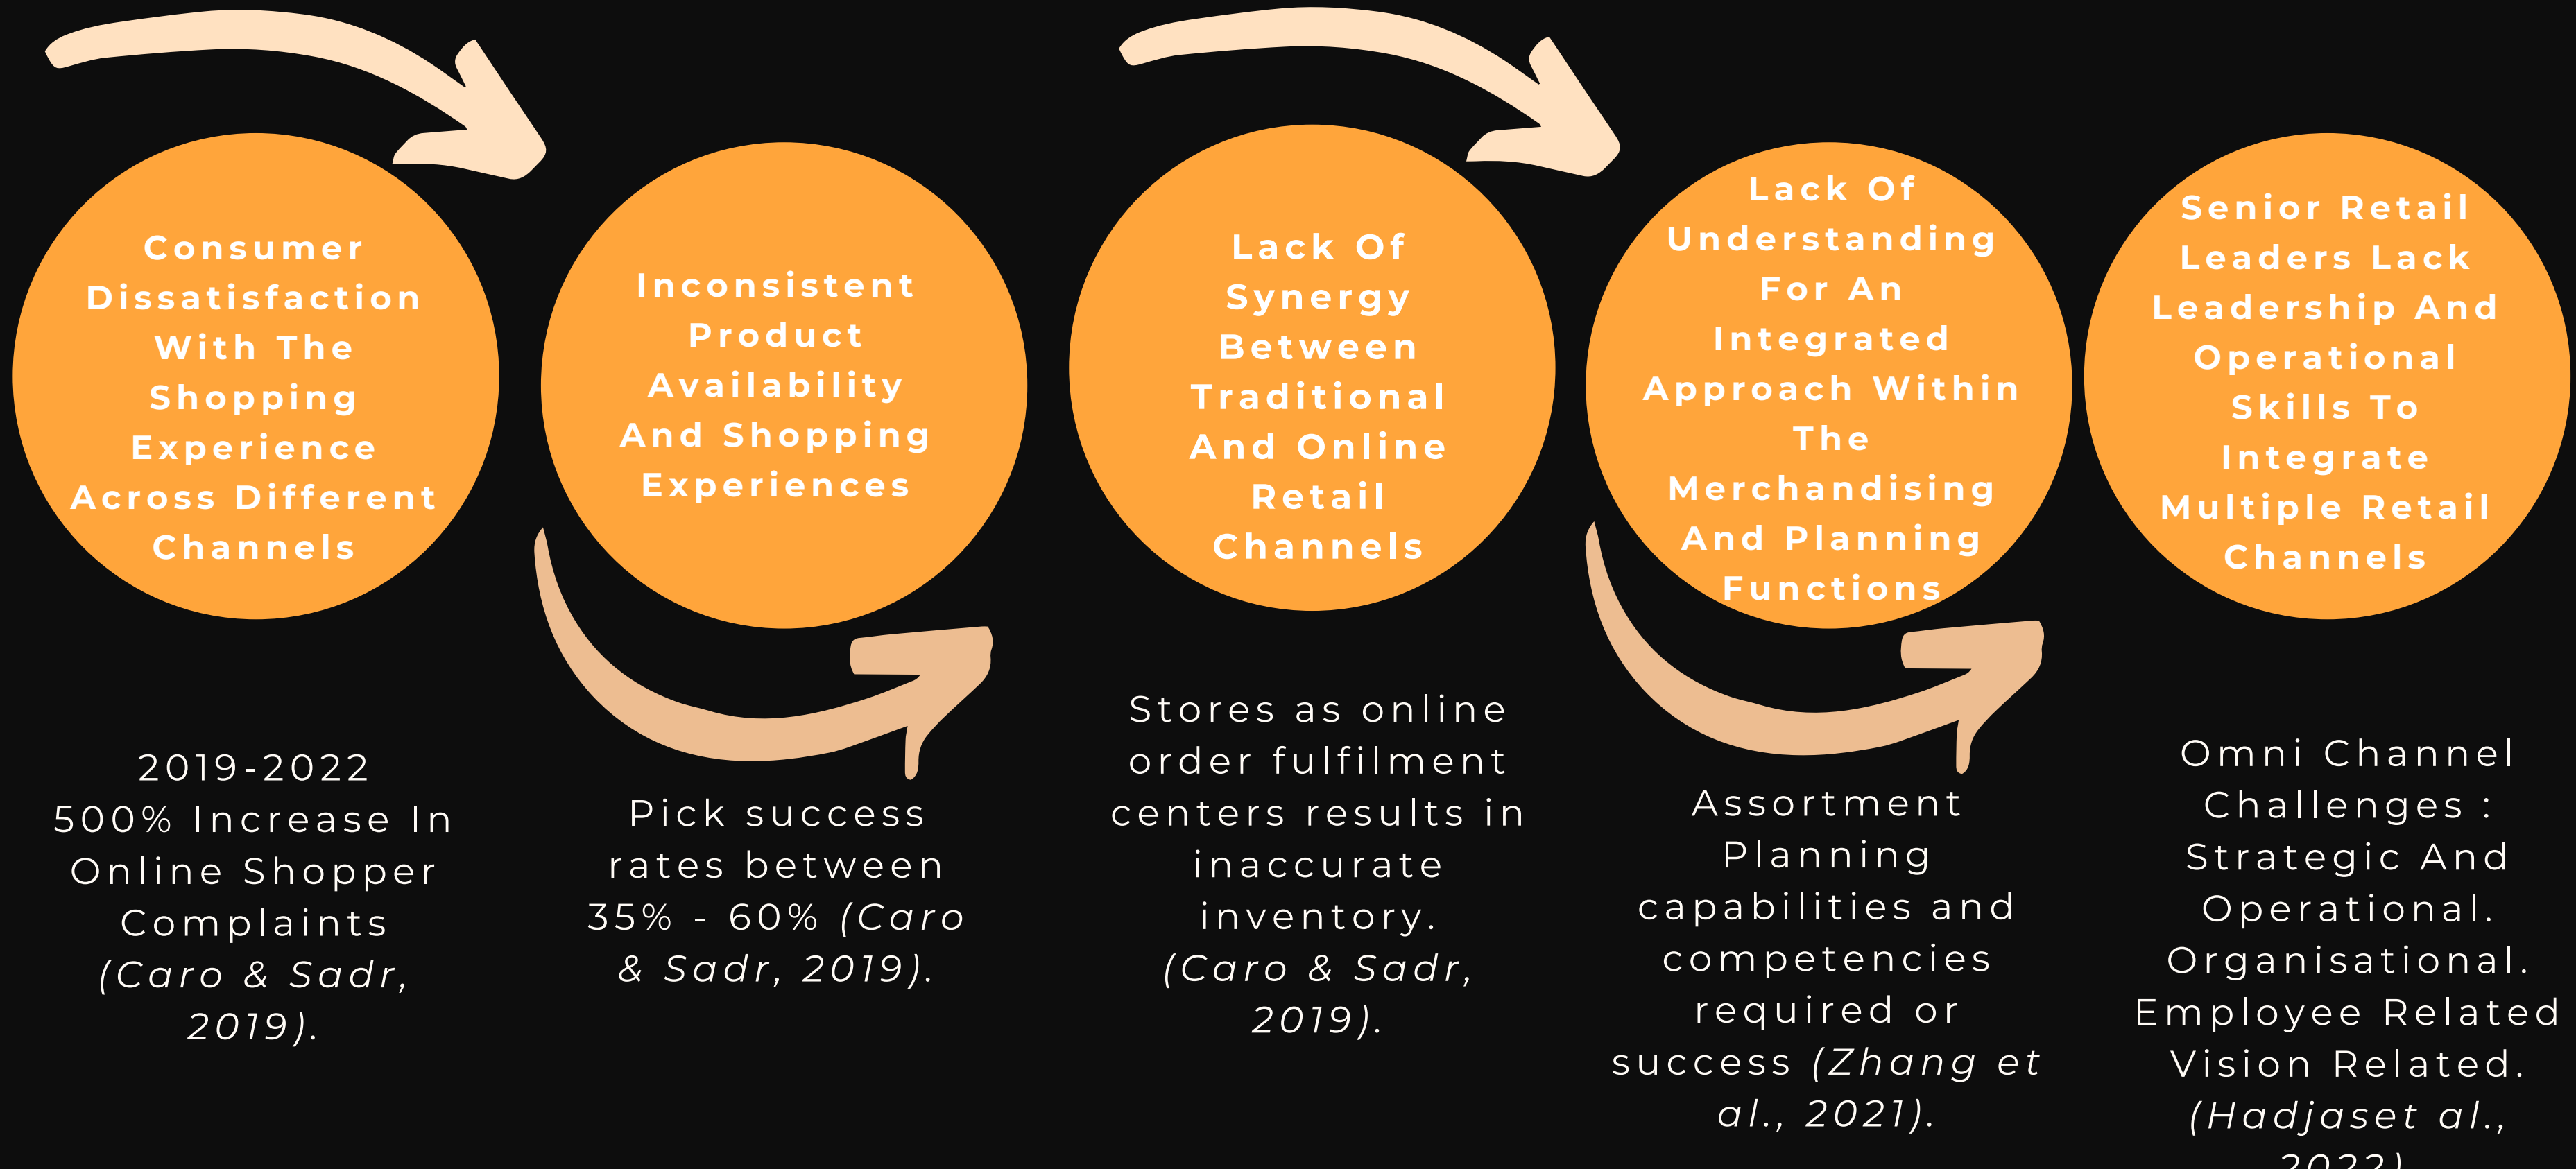 Consumer
Dissatisfaction
With The
Shopping
Experience
Across Different
Channels
2019-2022
500% Increase In
Online Shopper
Complaints
(Caro & Sadr,
2019).
Inconsistent
Product
Availability
And Shopping
Experiences
Pick success
rates between
35% - 60% (Caro
& Sadr, 2019).
Lack Of
Synergy
Between
Traditional
And Online
Retail
Channels
Stores as online
order fulfilment
centers results in
inaccurate
inventory.
(Caro & Sadr,
2019).
Lack Of
Understanding
For An
Integrated
Approach Within
The
Merchandising
And Planning
Functions
Assortment
Planning
capabilities and
competencies
required or
success (Zhang et
al., 2021).
Senior Retail
Leaders Lack
Leadership And
Operational
Skills To
Integrate
Multiple Retail
Channels
Omni Channel
Challenges :
Strategic And
Operational.
Organisational.
Employee Related
Vision Related.
(Hadjaset al.,
2022)